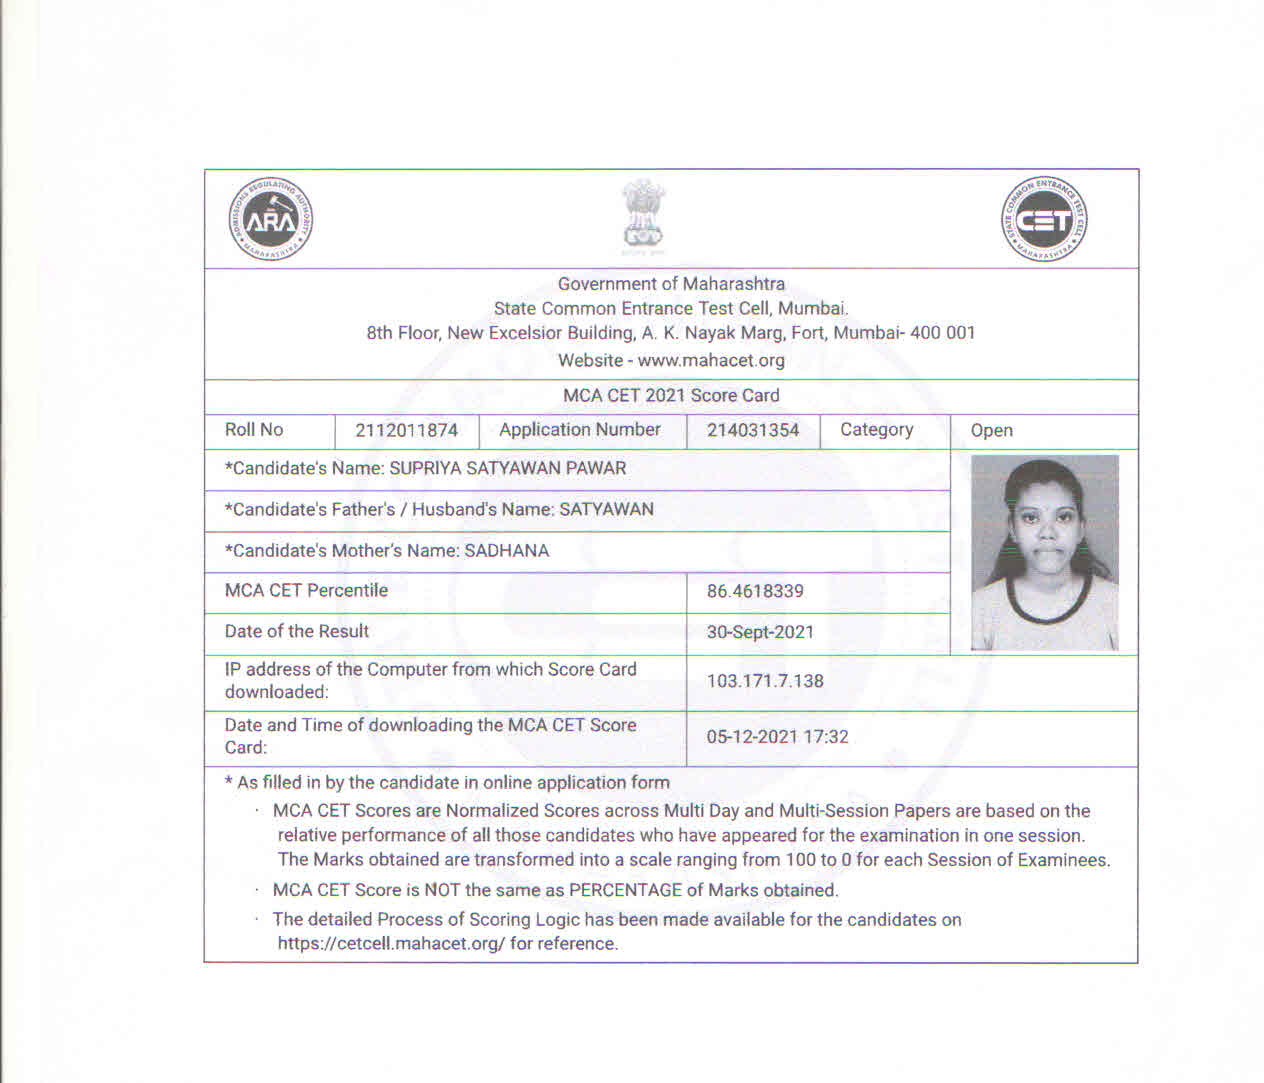 ADMISSIONS REGULATING AUTHORITY
ARA
MAHARASHTRA
STATE COMMON ENTRANCE TEST CELL
CET
MAHARASHTRA
Government of Maharashtra
State Common Entrance Test Cell, Mumbai.
8th Floor, New Excelsior Building, A. K. Nayak Marg, Fort, Mumbai- 400 001
Website - www.mahacet.org
MCA CET 2021 Score Card
Roll No 2112011874 Application Number 214031354 Category Open
*Candidate's Name: SUPRIYA SATYAWAN PAWAR
*Candidate's Father's / Husband's Name: SATYAWAN
*Candidate's Mother's Name: SADHANA
MCA CET Percentile 86.4618339
Date of the Result 30-Sept-2021
IP address of the Computer from which Score Card
downloaded:
103.171.7.138
Date and Time of downloading the MCA CET Score
Card:
05-12-2021 17:32
* As filled in by the candidate in online application form
· MCA CET Scores are Normalized Scores across Multi Day and Multi-Session Papers are based on the
relative performance of all those candidates who have appeared for the examination in one session.
The Marks obtained are transformed into a scale ranging from 100 to 0 for each Session of Examinees.
· MCA CET Score is NOT the same as PERCENTAGE of Marks obtained.
· The detailed Process of Scoring Logic has been made available for the candidates on
https://cetcell.mahacet.org/ for reference.